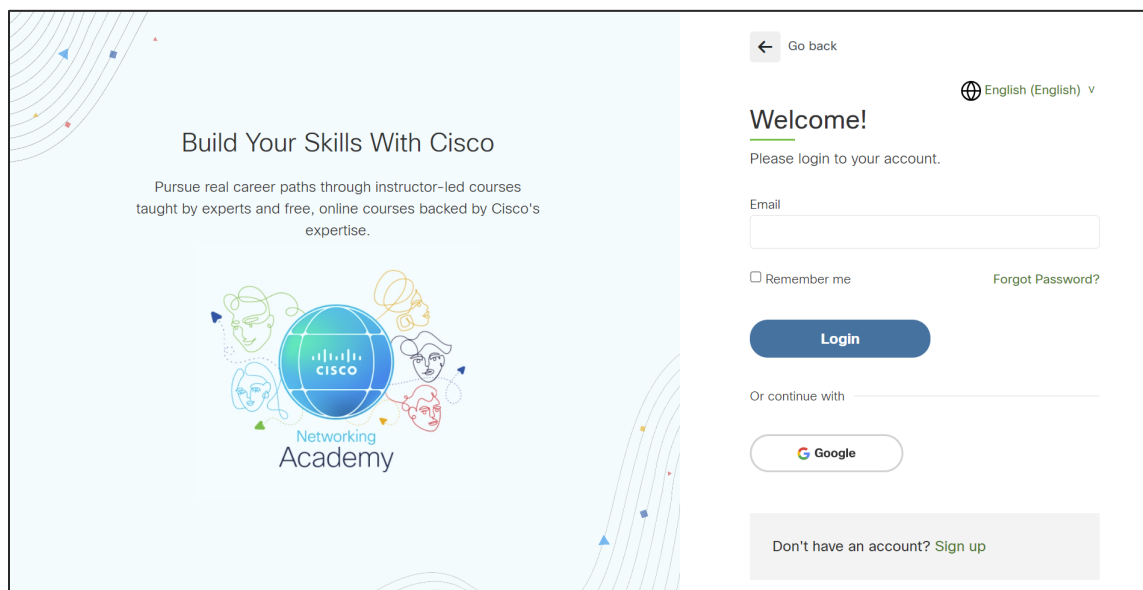 Build Your Skills With Cisco
Pursue real career paths through instructor-led courses
taught by experts and free, online courses backed by Cisco's
expertise.
CISCO
Networking
Academy
Go back
English (English) v
Welcome!
Please login to your account.
Email
Remember me
Forgot Password?
Login
Or continue with
Google
Don't have an account? Sign up